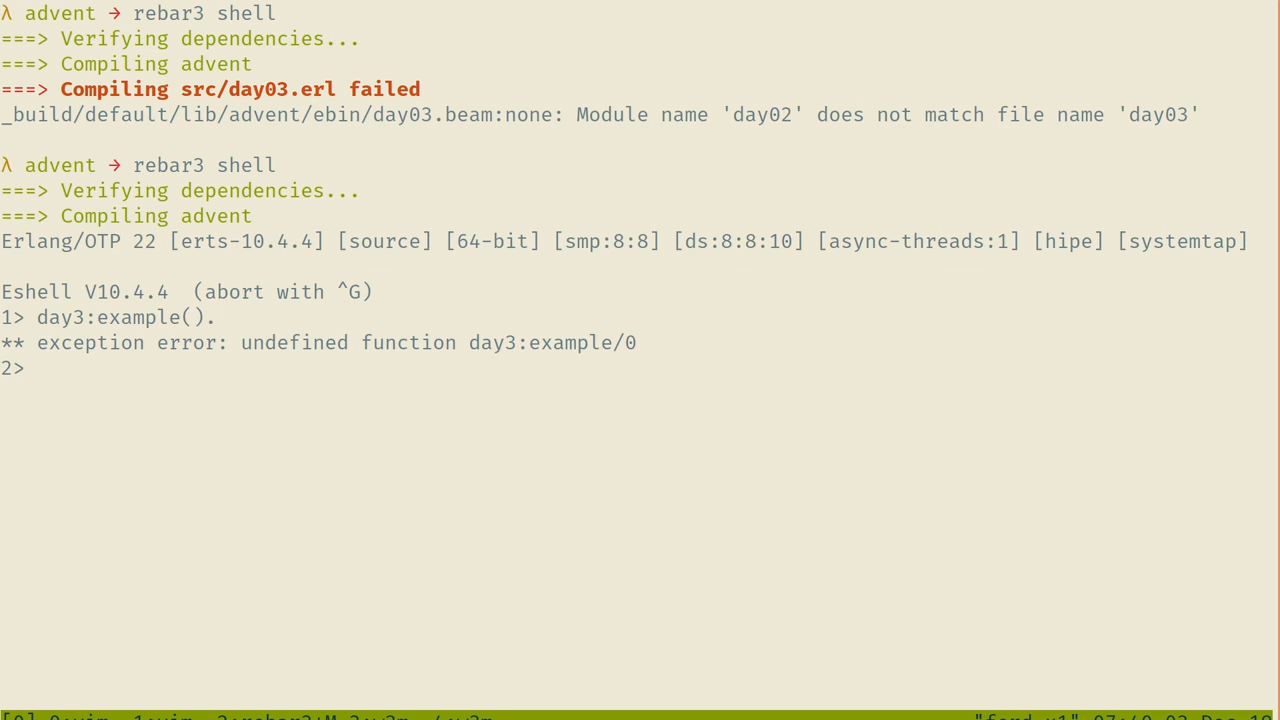 λ advent → rebar3 shell
===> Verifying dependencies...
===> Compiling advent
===> Compiling src/day03.erl failed
_build/default/lib/advent/ebin/day03.beam:none: Module name 'day02' does not match file name 'day03'
λ advent → rebar3 shell
===> Verifying dependencies...
===> Compiling advent
Erlang/OTP 22 [erts-10.4.4] [source] [64-bit] [smp:8:8] [ds:8:8:10] [async-threads:1] [hipe] [systemtap]
Eshell V10.4.4  (abort with ^G)
1> day3:example().
** exception error: undefined function day3:example/0
2>